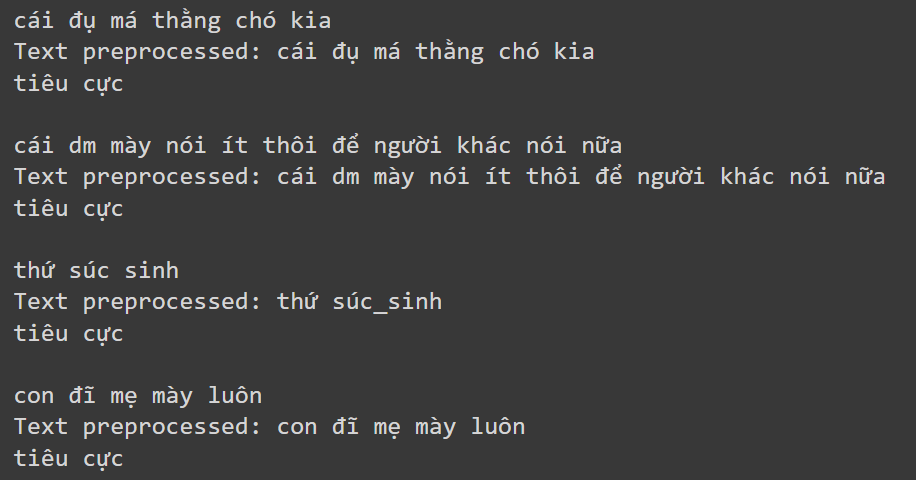 cái đụ má thằng chó kia
Text preprocessed: cái đụ má thằng chó kia
tiêu cực
cái dm mày nói ít thôi để người khác nói nữa
Text preprocessed: cái dm mày nói ít thôi để người khác nói nữa
tiêu cực
thứ súc sinh
Text preprocessed: thứ súc_sinh
tiêu cực
con đĩ mẹ mày luôn
Text preprocessed: con đĩ mẹ mày luôn
tiêu cực